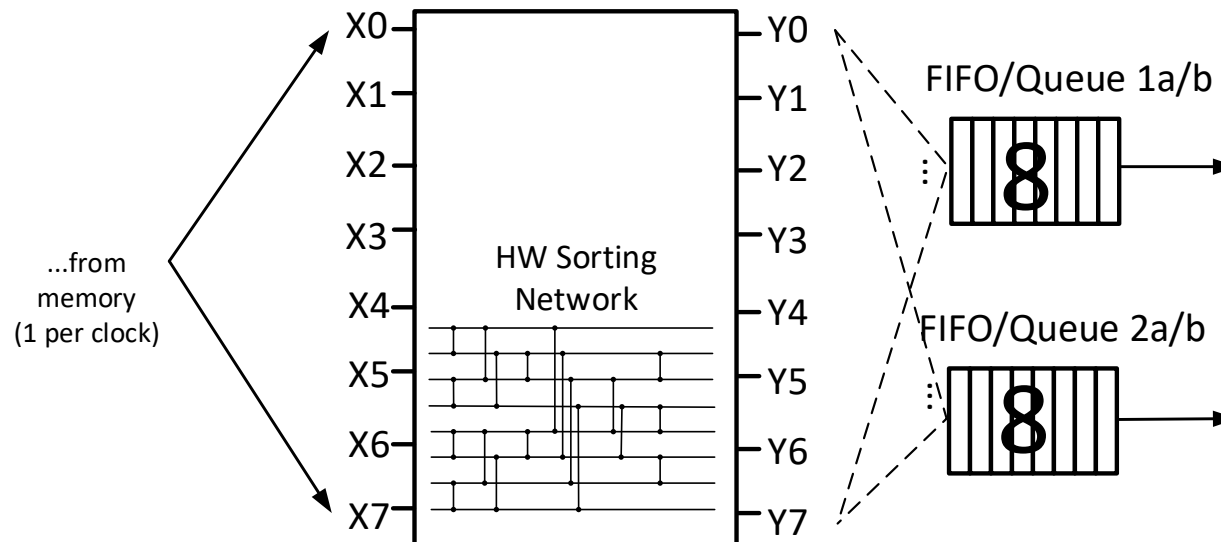 X0
X1
X2
X3
X4
X5
X6
X7
...from
memory
(1 per clock)
HW Sorting
Network
Y0
Y1
Y2
Y3
Y4
Y5
Y6
Y7
FIFO/Queue 1a/b
...
8
FIFO/Queue 2a/b
...
8